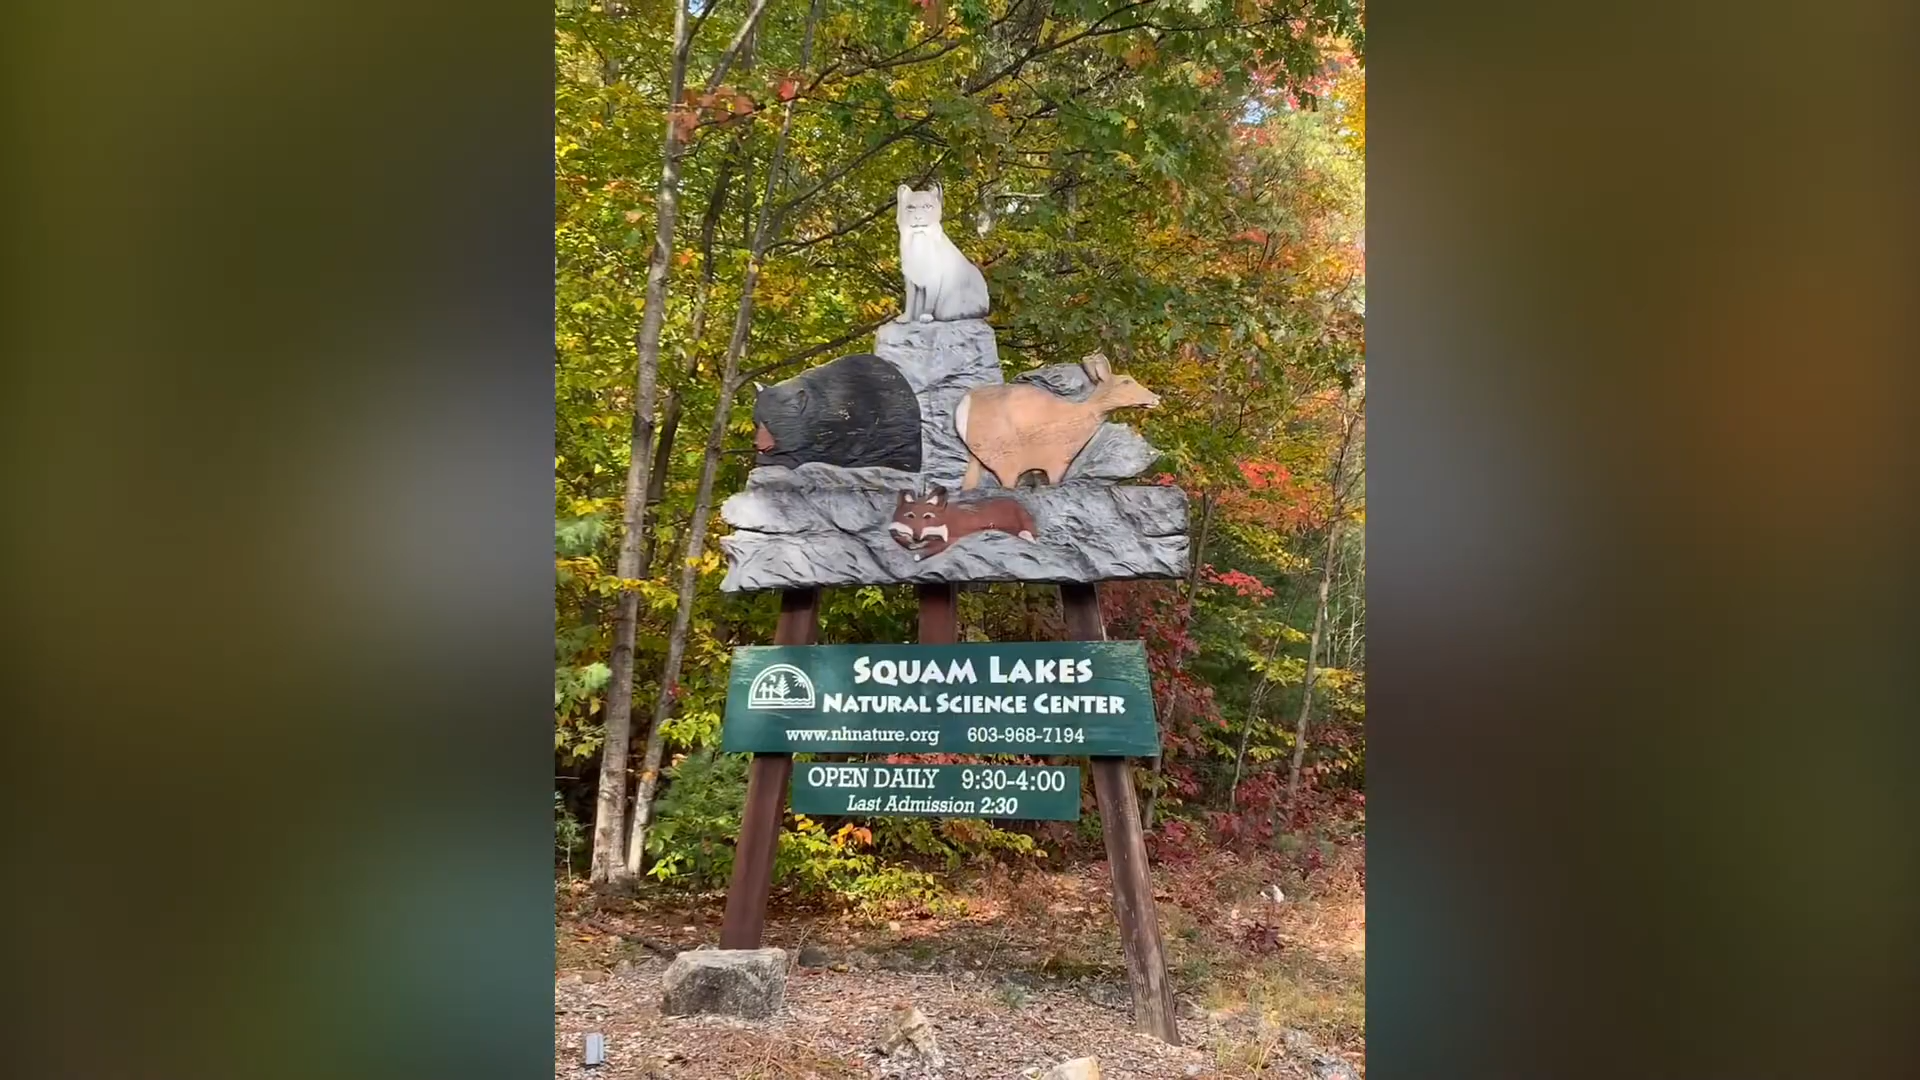 SQUAM LAKES
NATURAL SCIENCE CENTER
www.nhnature.org 603-968-7194
OPEN DAILY 9:30-4:00
Last Admission 2:30